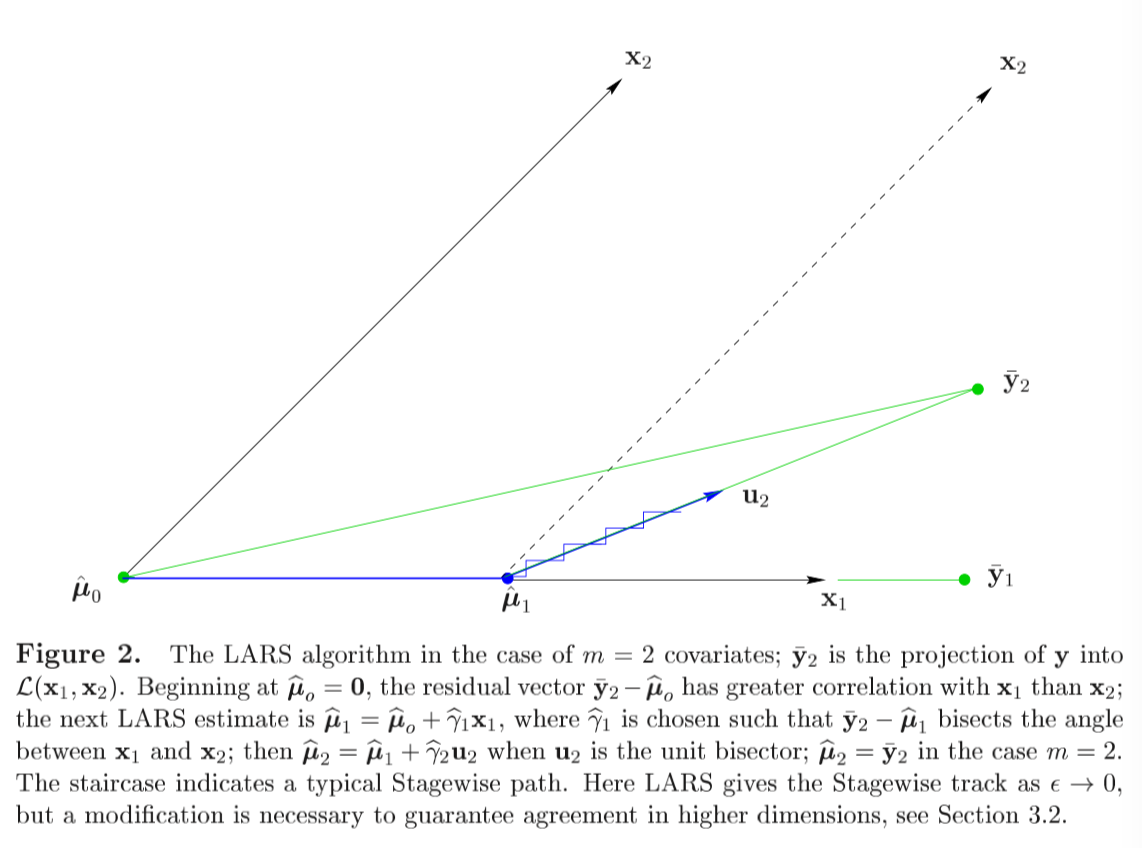 x₂
x₂
ȳ₂
u₂
μ̂₀
μ̂₁
x₁
ȳ₁
Figure 2. The LARS algorithm in the case of m = 2 covariates; ȳ₂ is the projection of y into
ℒ(x₁, x₂). Beginning at μ̂ₒ = 0, the residual vector ȳ₂ − μ̂ₒ has greater correlation with x₁ than x₂;
the next LARS estimate is μ̂₁ = μ̂ₒ + γ̂₁x₁, where γ̂₁ is chosen such that ȳ₂ − μ̂₁ bisects the angle
between x₁ and x₂; then μ̂₂ = μ̂₁ + γ̂₂u₂ when u₂ is the unit bisector; μ̂₂ = ȳ₂ in the case m = 2.
The staircase indicates a typical Stagewise path. Here LARS gives the Stagewise track as ϵ → 0,
but a modification is necessary to guarantee agreement in higher dimensions, see Section 3.2.